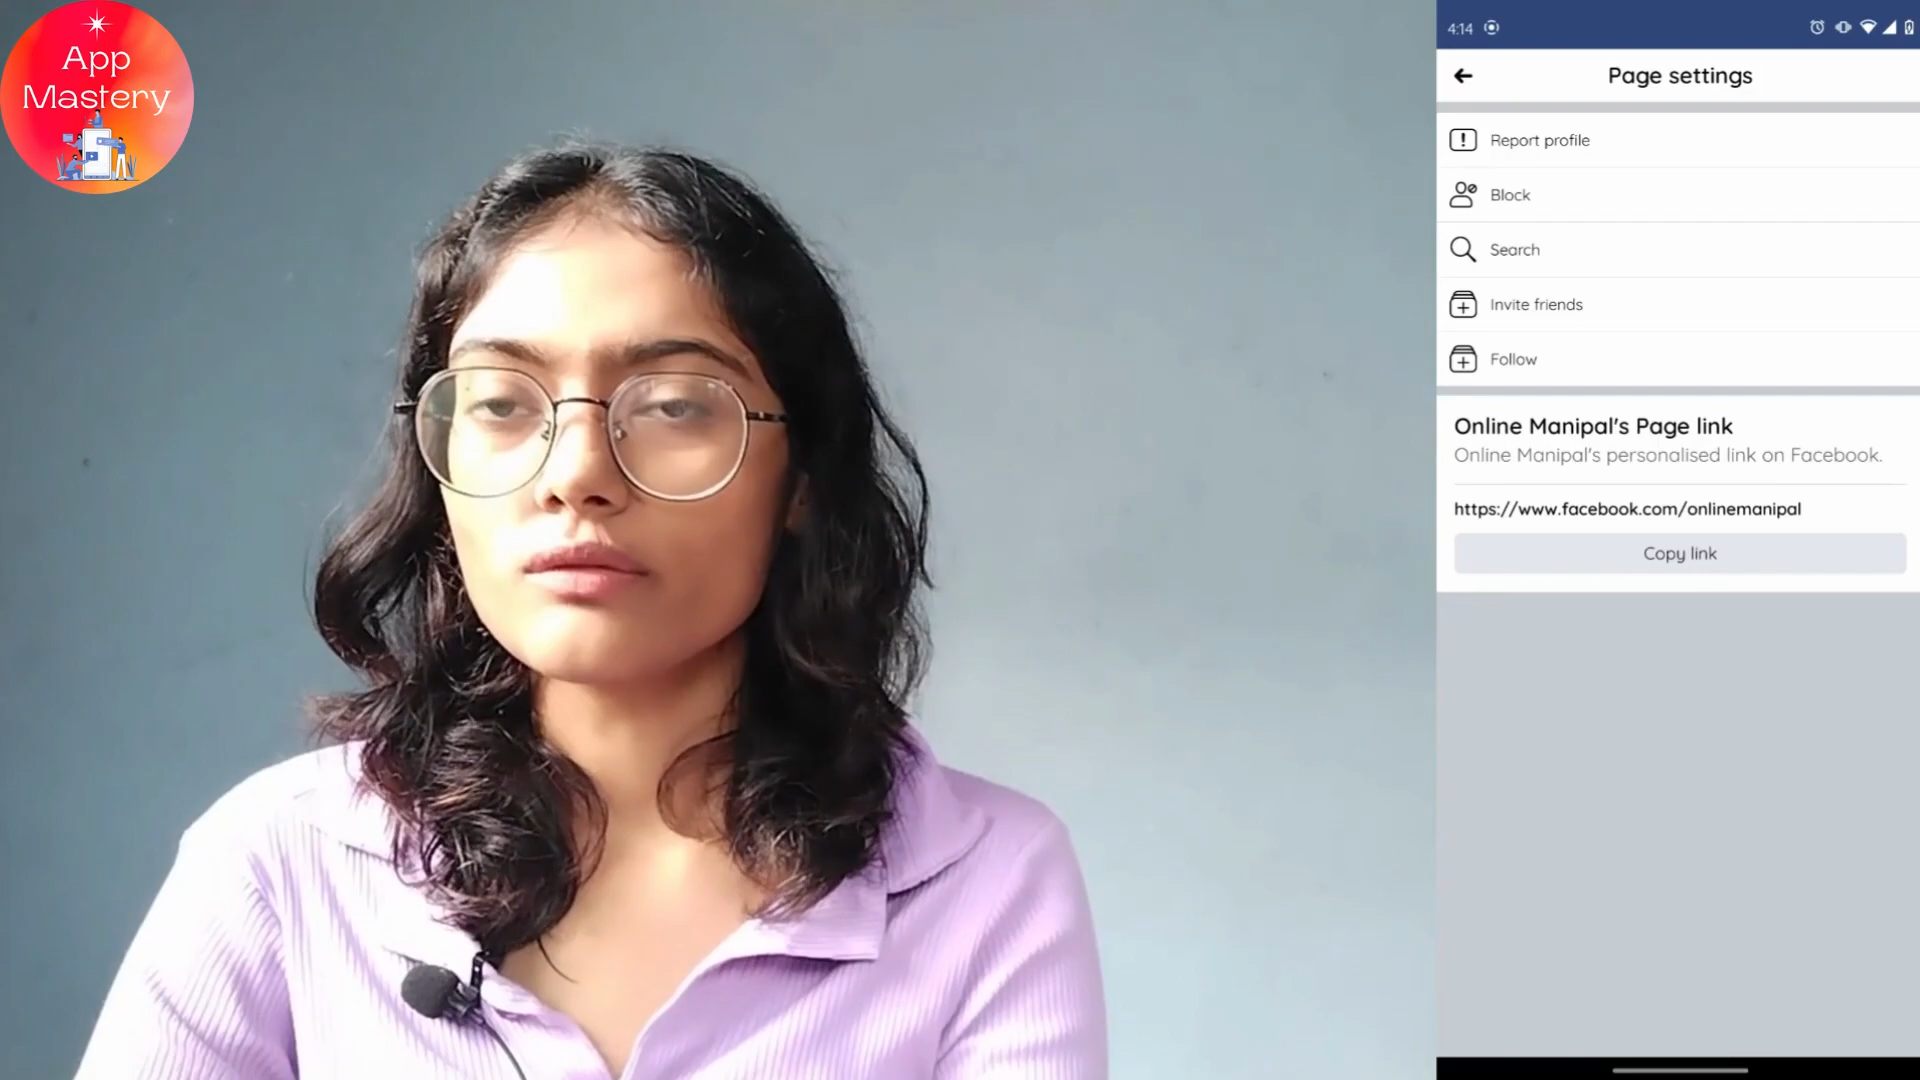 App
Mastery
4:14
Page settings
Report profile
Block
Search
Invite friends
Follow
Online Manipal's Page link
Online Manipal's personalised link on Facebook.
https://www.facebook.com/onlinemanipal
Copy link